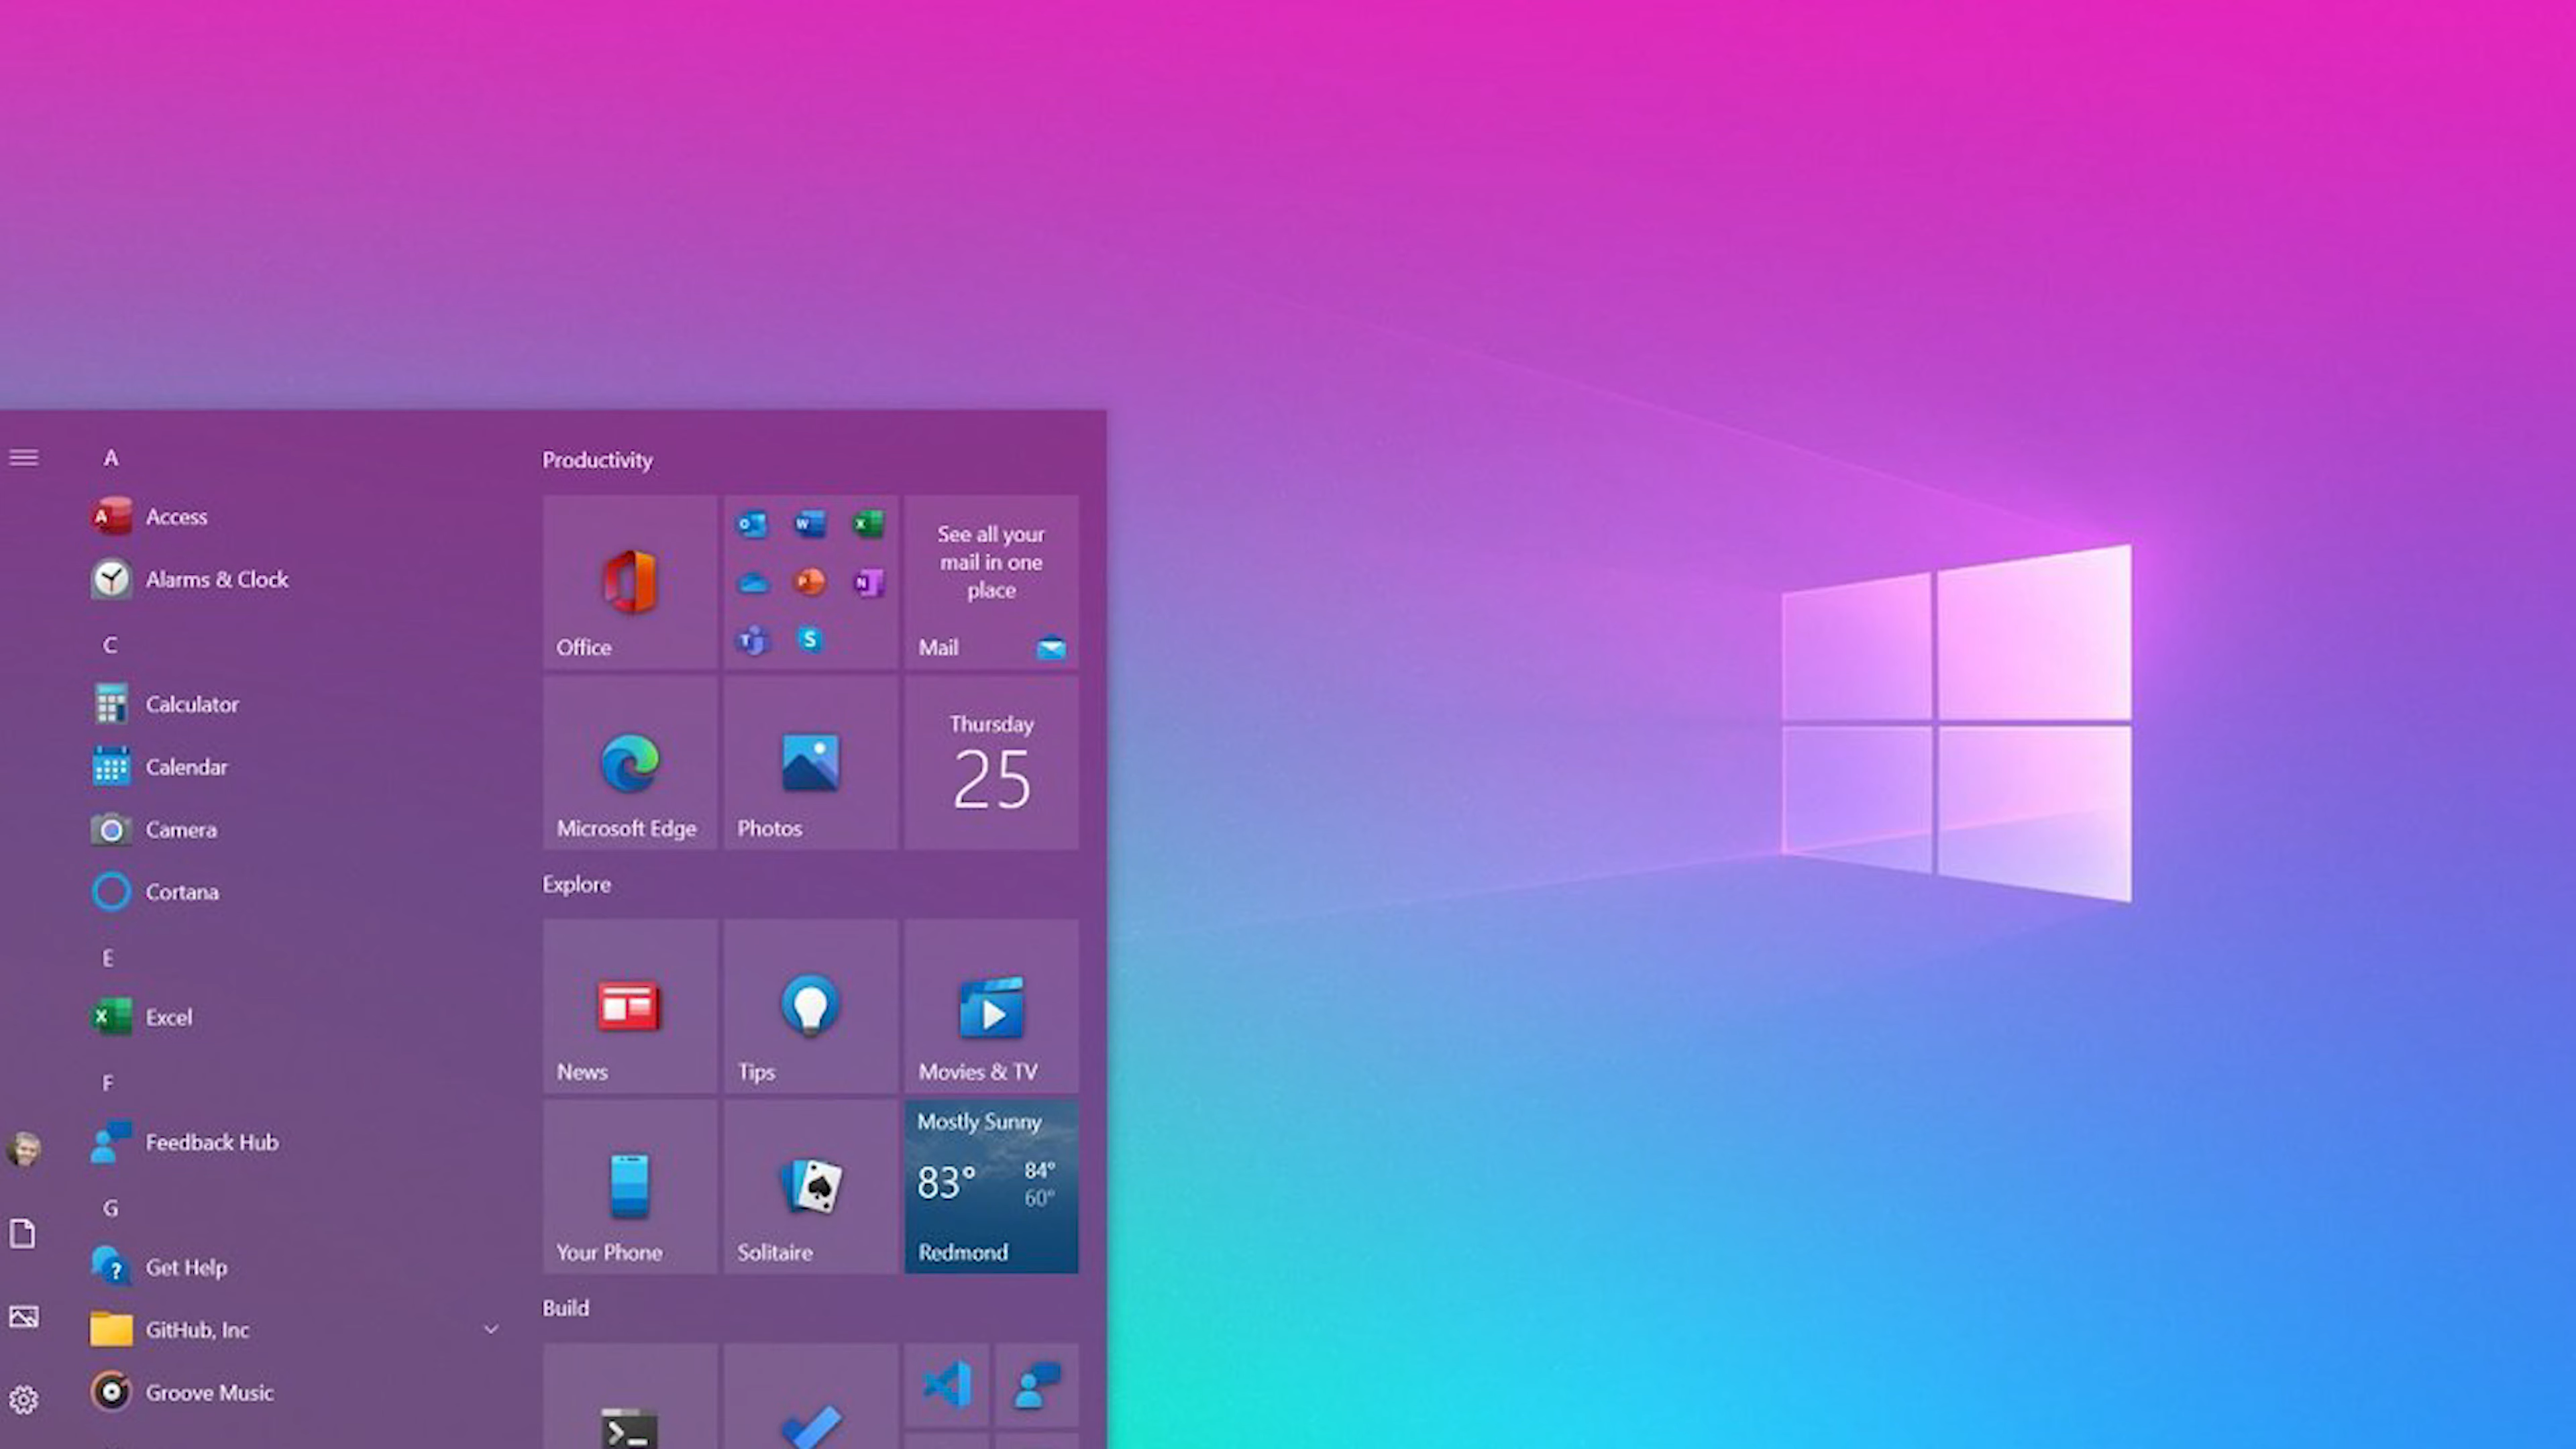 A
Access
Alarms & Clock
C
Calculator
Calendar
Camera
Cortana
E
Excel
F
Feedback Hub
G
Get Help
GitHub, Inc
Groove Music
Productivity
Office
See all your
mail in one
place
Mail
Microsoft Edge
Photos
Thursday
25
Explore
News
Tips
Movies & TV
Your Phone
Solitaire
Mostly Sunny
83° 84°
60°
Redmond
Build